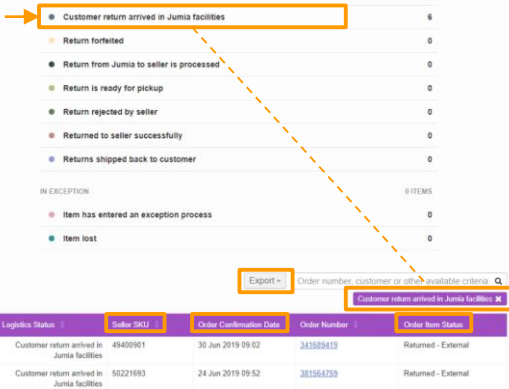 Customer return arrived in Jumia facilities 6
Return forfeited 0
Return from Jumia to seller is processed 0
Return is ready for pickup 0
Return rejected by seller 0
Returned to seller successfully 0
Returns shipped back to customer 0
IN EXCEPTION 0 ITEMS
Item has entered an exception process 0
Item lost 0
Export Order number, customer or other available criteria
Customer return arrived in Jumia facilities ✖
Logistics Status Seller SKU Order Confirmation Date Order Number Order Item Status
Customer return arrived in 49400901 30 Jun 2019 09:02 341689419 Returned - External
Jumia facilities
Customer return arrived in 50221693 24 Jun 2019 09:52 381564759 Returned - External
Jumia facilities